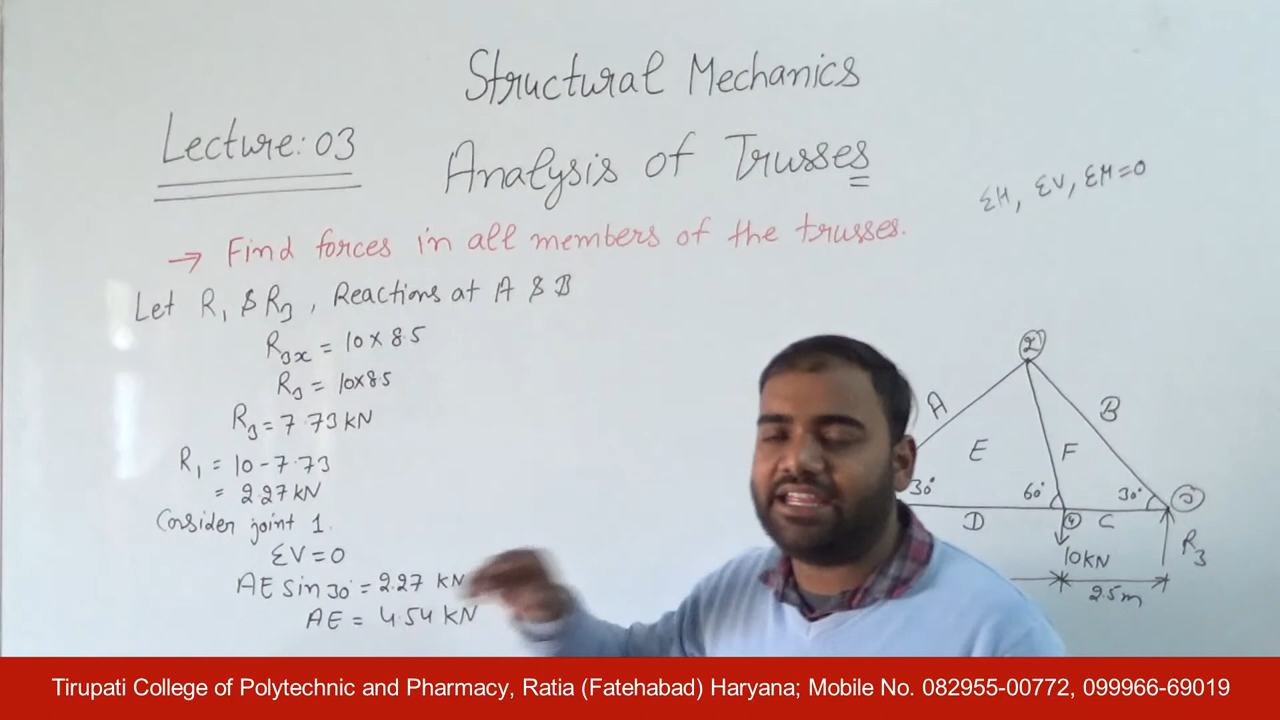 Structural Mechanics
Lecture: 03
Analysis of Trusses
ΣH, ΣV, ΣM=0
→ Find forces in all members of the trusses.
Let R₁ & R₃, Reactions at A & B
R₃x = 10 x 8.5
R₃ = 10x8.5
R₃ = 7.73 KN
R₁ = 10 - 7.73
= 2.27 KN
Consider joint 1.
ΣV = 0
AE sin 30° = 2.27 KN
AE = 4.54 KN
2
A
B
E
F
30°
60°
30°
3
D
4
C
10KN
R₃
2.5m
Tirupati College of Polytechnic and Pharmacy, Ratia (Fatehabad) Haryana; Mobile No. 082955-00772, 099966-69019